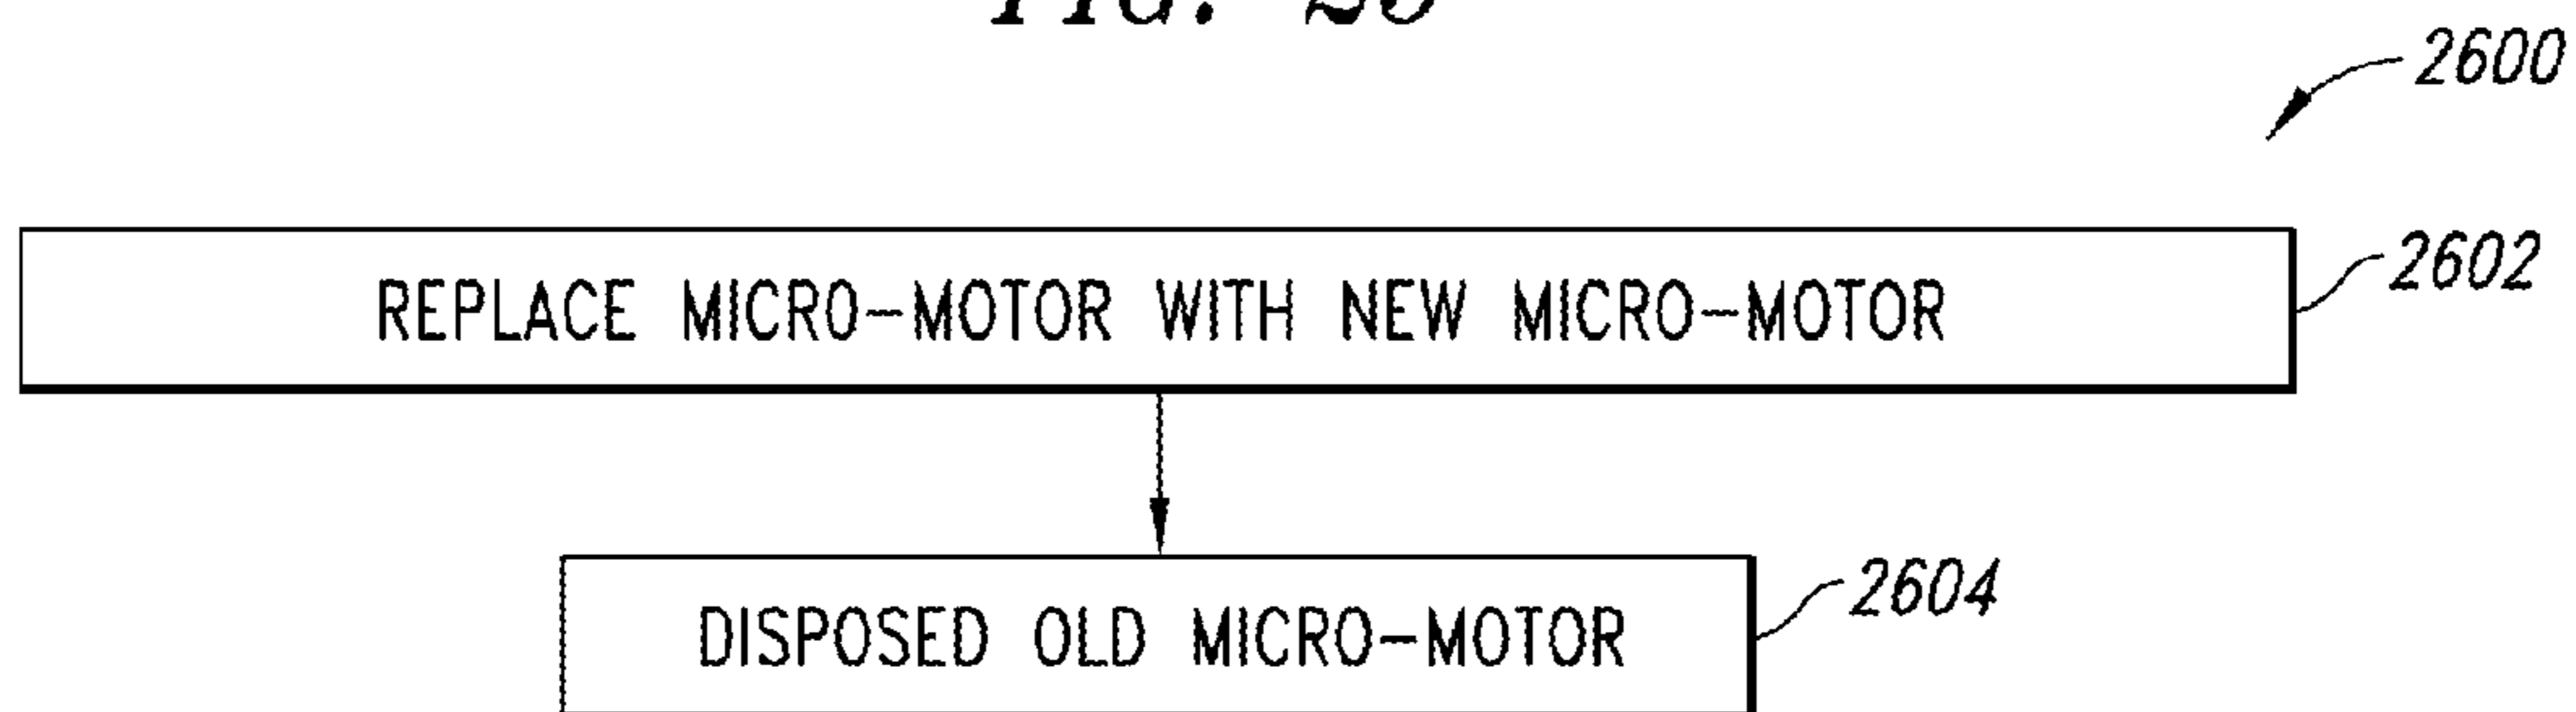 2600
REPLACE MICRO-MOTOR WITH NEW MICRO-MOTOR
2602
DISPOSED OLD MICRO-MOTOR
2604